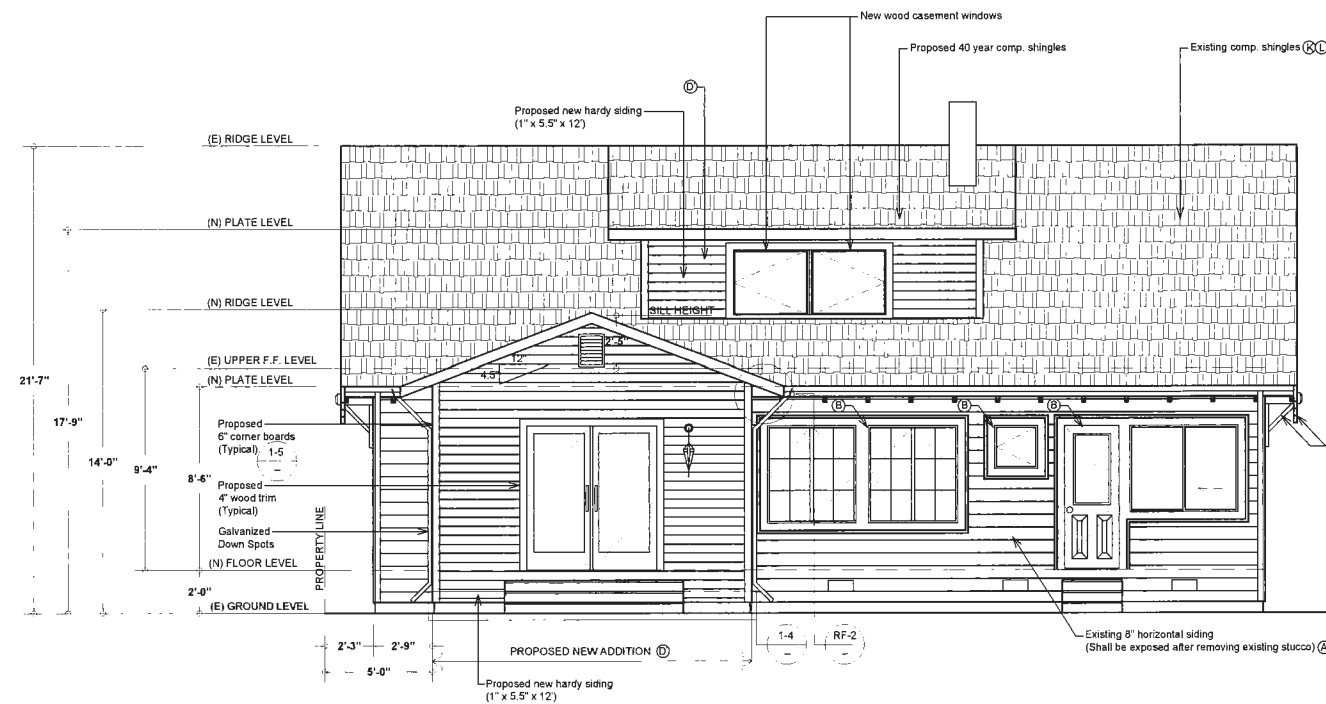 New wood casement windows
Proposed 40 year comp. shingles
Existing comp. shingles K L
D'
Proposed new hardy siding
(1" x 5.5" x 12')
(E) RIDGE LEVEL
(N) PLATE LEVEL
(N) RIDGE LEVEL
SILL HEIGHT
(E) UPPER F.F. LEVEL
(N) PLATE LEVEL
2'-5"
12"
4.5"
21'-7"
17'-9"
14'-0"
9'-4"
8'-6"
2'-0"
B
B
B
Proposed
6" corner boards
(Typical)
1-5
Proposed
4" wood trim
(Typical)
Galvanized
Down Spots
PROPERTY LINE
(N) FLOOR LEVEL
(E) GROUND LEVEL
2'-3"
2'-9"
5'-0"
PROPOSED NEW ADDITION D
1-4
RF-2
Existing 8" horizontal siding
(Shall be exposed after removing existing stucco) A
Proposed new hardy siding
(1" x 5.5" x 12')